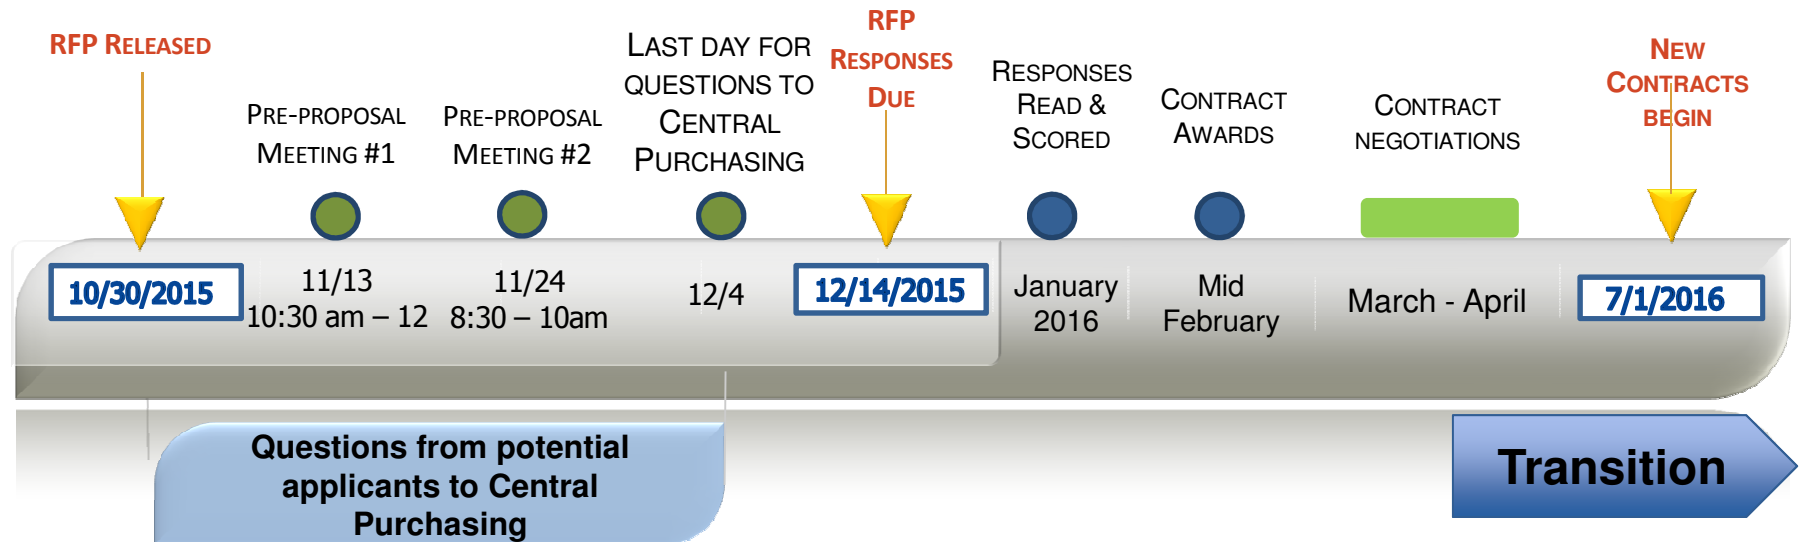 RFP RELEASED
PRE-PROPOSAL
MEETING #1
PRE-PROPOSAL
MEETING #2
LAST DAY FOR
QUESTIONS TO
CENTRAL
PURCHASING
RFP
RESPONSES
DUE
RESPONSES
READ &
SCORED
CONTRACT
AWARDS
CONTRACT
NEGOTIATIONS
NEW
CONTRACTS
BEGIN
10/30/2015
11/13
10:30 am – 12
11/24
8:30 – 10am
12/4
12/14/2015
January
2016
Mid
February
March - April
7/1/2016
Questions from potential
applicants to Central
Purchasing
Transition